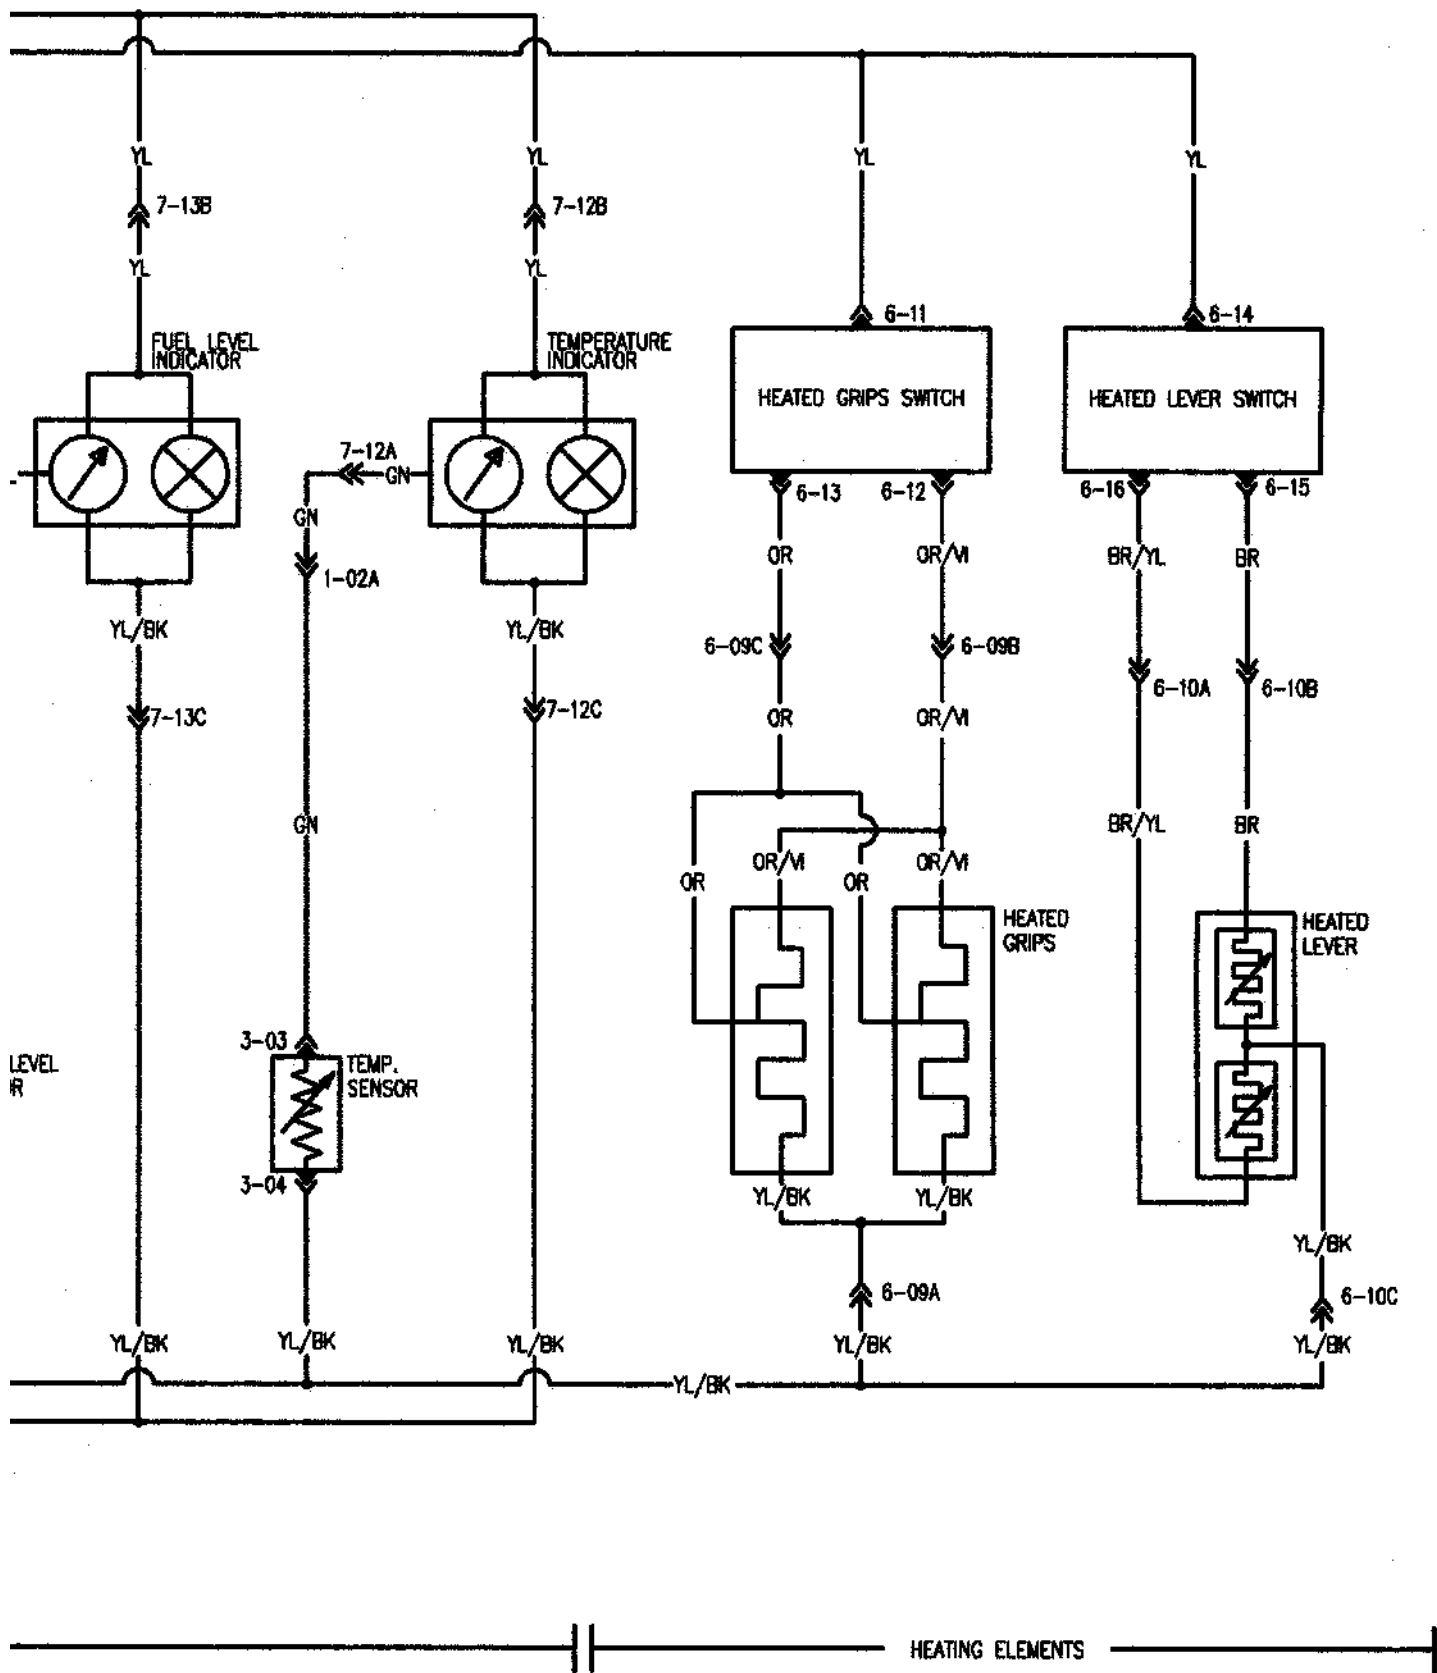 YL
YL
YL
YL
7-13B
7-12B
YL
YL
6-11
6-14
FUEL LEVEL
INDICATOR
TEMPERATURE
INDICATOR
HEATED GRIPS SWITCH
HEATED LEVER SWITCH
7-12A
GN
6-13
6-12
6-16
6-15
GN
OR
OR/VI
BR/YL
BR
1-02A
YL/BK
YL/BK
6-09C
6-09B
6-10A
6-10B
7-13C
7-12C
OR
OR/VI
GN
BR/YL
BR
OR/VI
OR/VI
OR
OR
HEATED
GRIPS
HEATED
LEVER
3-03
LEVEL
TEMP.
SENSOR
3-04
YL/BK
YL/BK
YL/BK
6-09A
6-10C
YL/BK
YL/BK
YL/BK
YL/BK
YL/BK
YL/BK
HEATING ELEMENTS